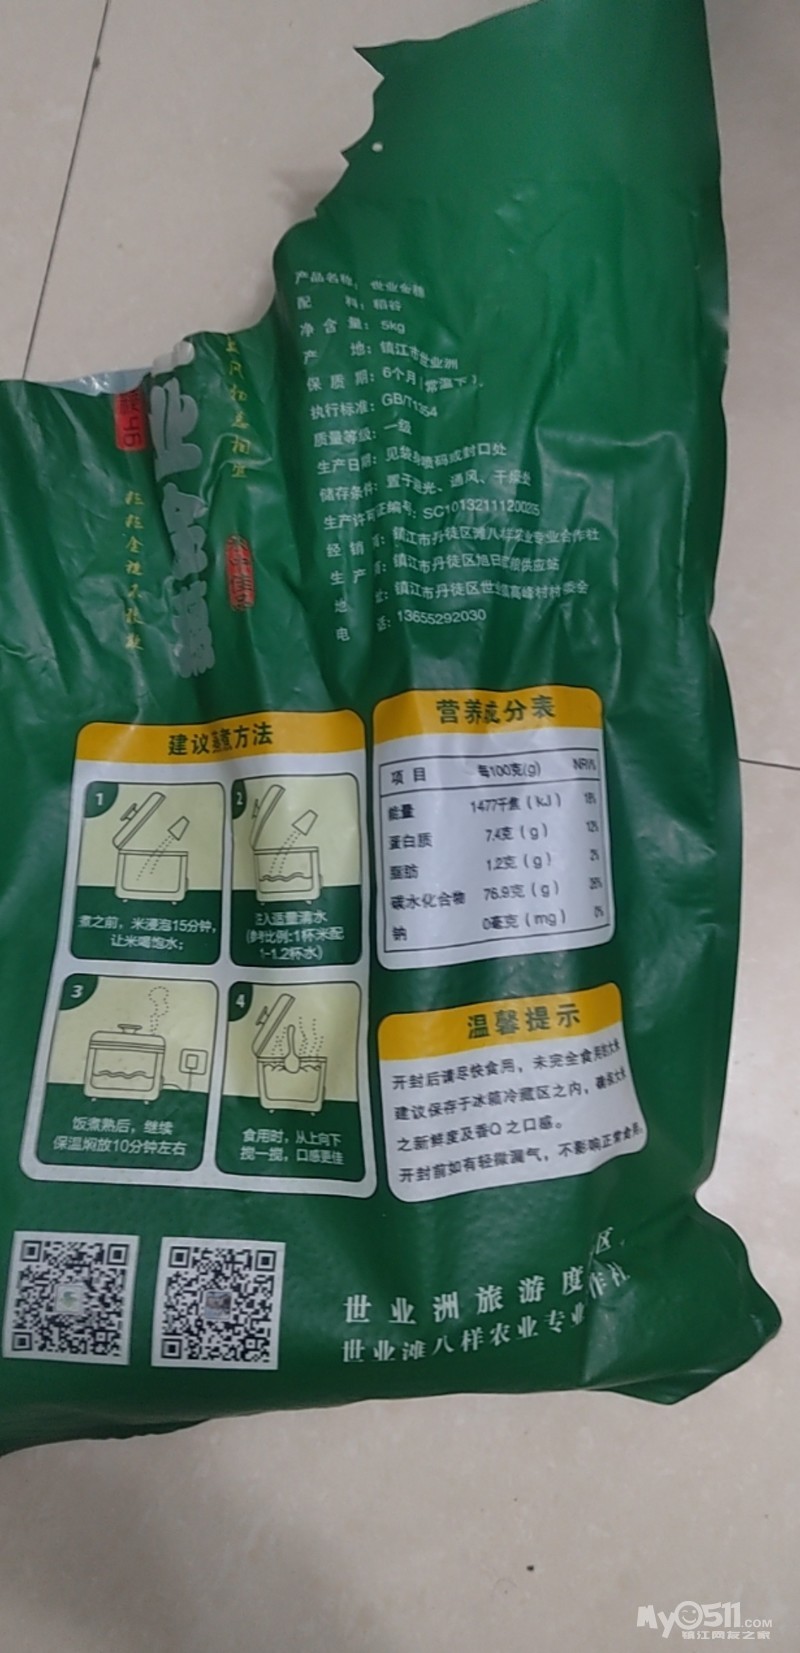 产品名称：世业金穗
配 料：稻谷
净 含 量：5kg
产 地：镇江市世业洲
保 质 期：6个月（常温下）。
执行标准：GB/T1354
质量等级：一级
生产日期：见装袋喷码或封口处
储存条件：置于避光、通风、干燥处
生产许可证编号：SC10132111120025
经 销 商：镇江市丹徒区滩八样农业专业合作社
生 产 商：镇江市丹徒区旭日粮食供应站
地 址：镇江市丹徒区世业镇高峰村村委会
电 话：13655292030
业金穗
建议蒸煮方法
1
煮之前，米浸泡15分钟，
让米喝饱水；
2
注入适量清水
(参考比例:1杯米配
1-1.2杯水)
3
饭煮熟后，继续
保温焖放10分钟左右
4
食用时，从上向下
搅一搅，口感更佳
营养成分表
项目 每100克(g) NRV%
能量 1477千焦(kJ) 18%
蛋白质 7.4克(g) 12%
脂肪 1.2克(g) 2%
碳水化合物 76.9克(g) 26%
钠 0毫克(mg) 0%
温馨提示
开封后请尽快食用，未完全食用的大米
建议保存于冰箱冷藏区之内，确保大米
之新鲜度及香Q之口感。
开封前如有轻微漏气，不影响正常食用。
世业洲旅游度 区
世业滩八样农业专业合作社
My0511.COM
镇江网友之家